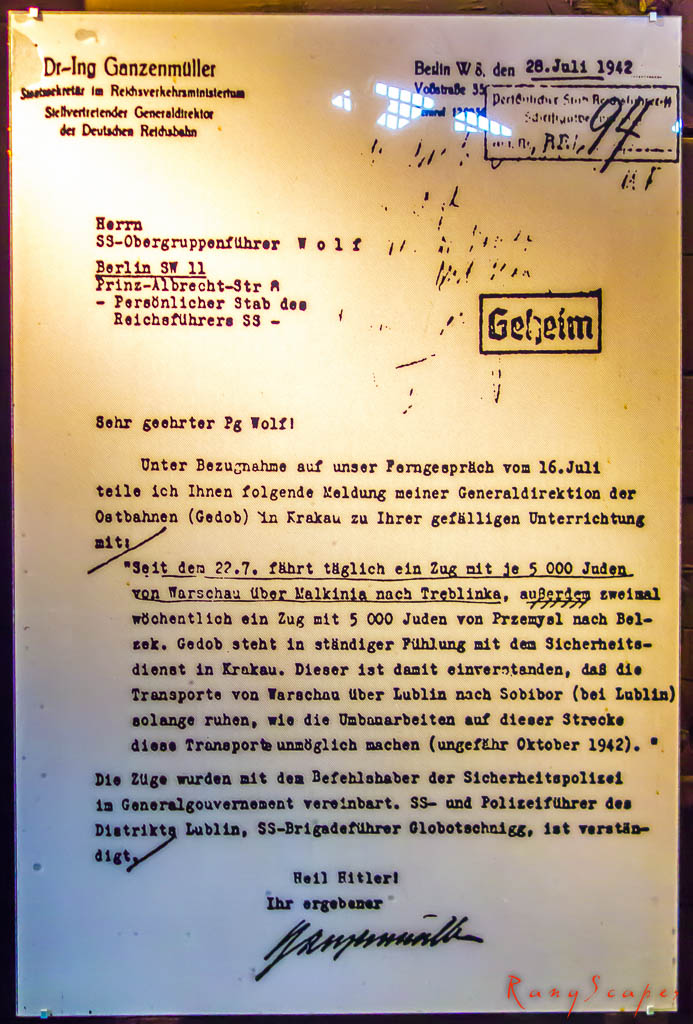 Dr-Ing Ganzenmüller
Staatssekretär im Reichsverkehrsministerium
Stellvertretender Generaldirektor
der Deutschen Reichsbahn
Berlin W 8, den 28.Juli 1942
Voßstraße 35
Persönlicher Stab Reichsführer-SS
94
Herrn
SS-Obergruppenführer Wolf
Berlin SW 11
Prinz-Albrecht-Str 8
- Persönlicher Stab des
Reichsführers SS -
Geheim
Sehr geehrter Pg Wolf!
Unter Bezugnahme auf unser Ferngespräch vom 16.Juli
teile ich Ihnen folgende Meldung meiner Generaldirektion der
Ostbahnen (Gedob) in Krakau zu Ihrer gefälligen Unterrichtung
mit:
"Seit dem 22.7. fährt täglich ein Zug mit je 5 000 Juden
von Warschau über Malkinia nach Treblinka, außerdem zweimal
wöchentlich ein Zug mit 5 000 Juden von Przemysl nach Bel-
zek. Gedob steht in ständiger Fühlung mit dem Sicherheits-
dienst in Krakau. Dieser ist damit einverstanden, daß die
Transporte von Warschau über Lublin nach Sobibor (bei Lublin)
solange ruhen, wie die Umbauarbeiten auf dieser Strecke
diese Transporte unmöglich machen (ungefähr Oktober 1942). "
Die Züge wurden mit dem Befehlshaber der Sicherheitspolizei
im Generalgouvernement vereinbart. SS- und Polizeiführer des
Distrikts Lublin, SS-Brigadeführer Globotschnigg, ist verstän-
digt.
Heil Hitler!
Ihr ergebener
Ganzenmüller
RanyScapes